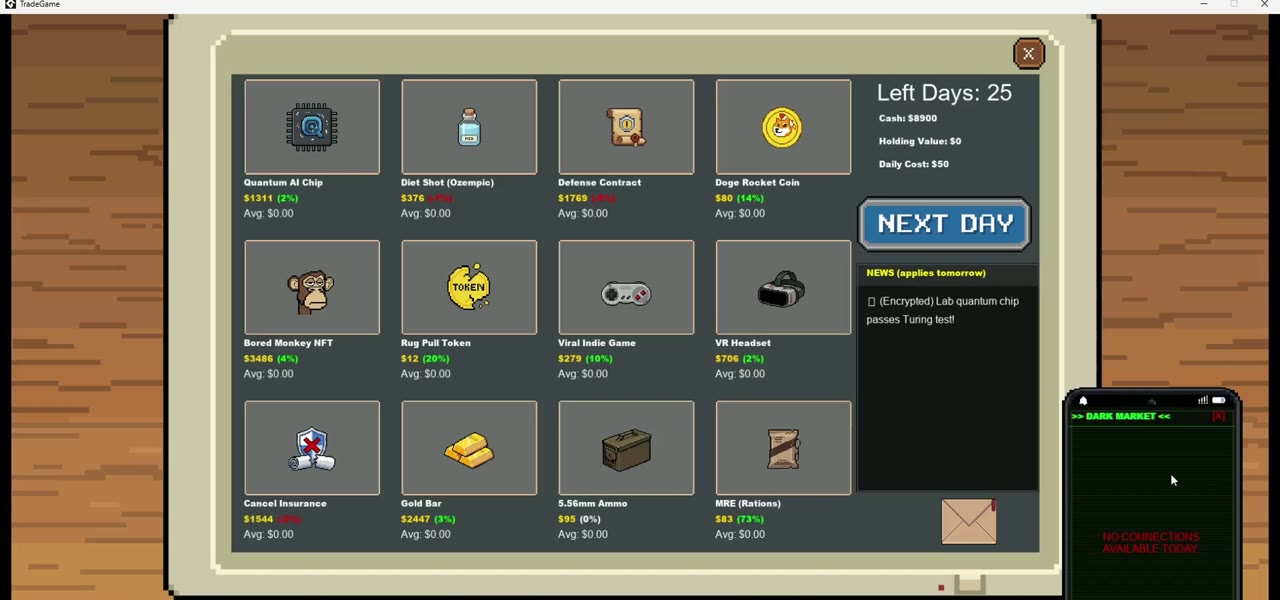 TradeGame
X
Left Days: 25
Cash: $8900
Holding Value: $0
Daily Cost: $50
NEXT DAY
NEWS (applies tomorrow)
(Encrypted) Lab quantum chip
passes Turing test!
Quantum AI Chip
$1311 (2%)
Avg: $0.00
Diet Shot (Ozempic)
$376
Avg: $0.00
Defense Contract
$1769
Avg: $0.00
Doge Rocket Coin
$80 (14%)
Avg: $0.00
Bored Monkey NFT
$3486 (4%)
Avg: $0.00
TOKEN
Rug Pull Token
$12 (20%)
Avg: $0.00
Viral Indie Game
$279 (10%)
Avg: $0.00
VR Headset
$706 (2%)
Avg: $0.00
Cancel Insurance
$1544
Avg: $0.00
Gold Bar
$2447 (3%)
Avg: $0.00
5.56mm Ammo
$95 (0%)
Avg: $0.00
MRE (Rations)
$83 (73%)
Avg: $0.00
>> DARK MARKET << [X]
NO CONNECTIONS
AVAILABLE TODAY